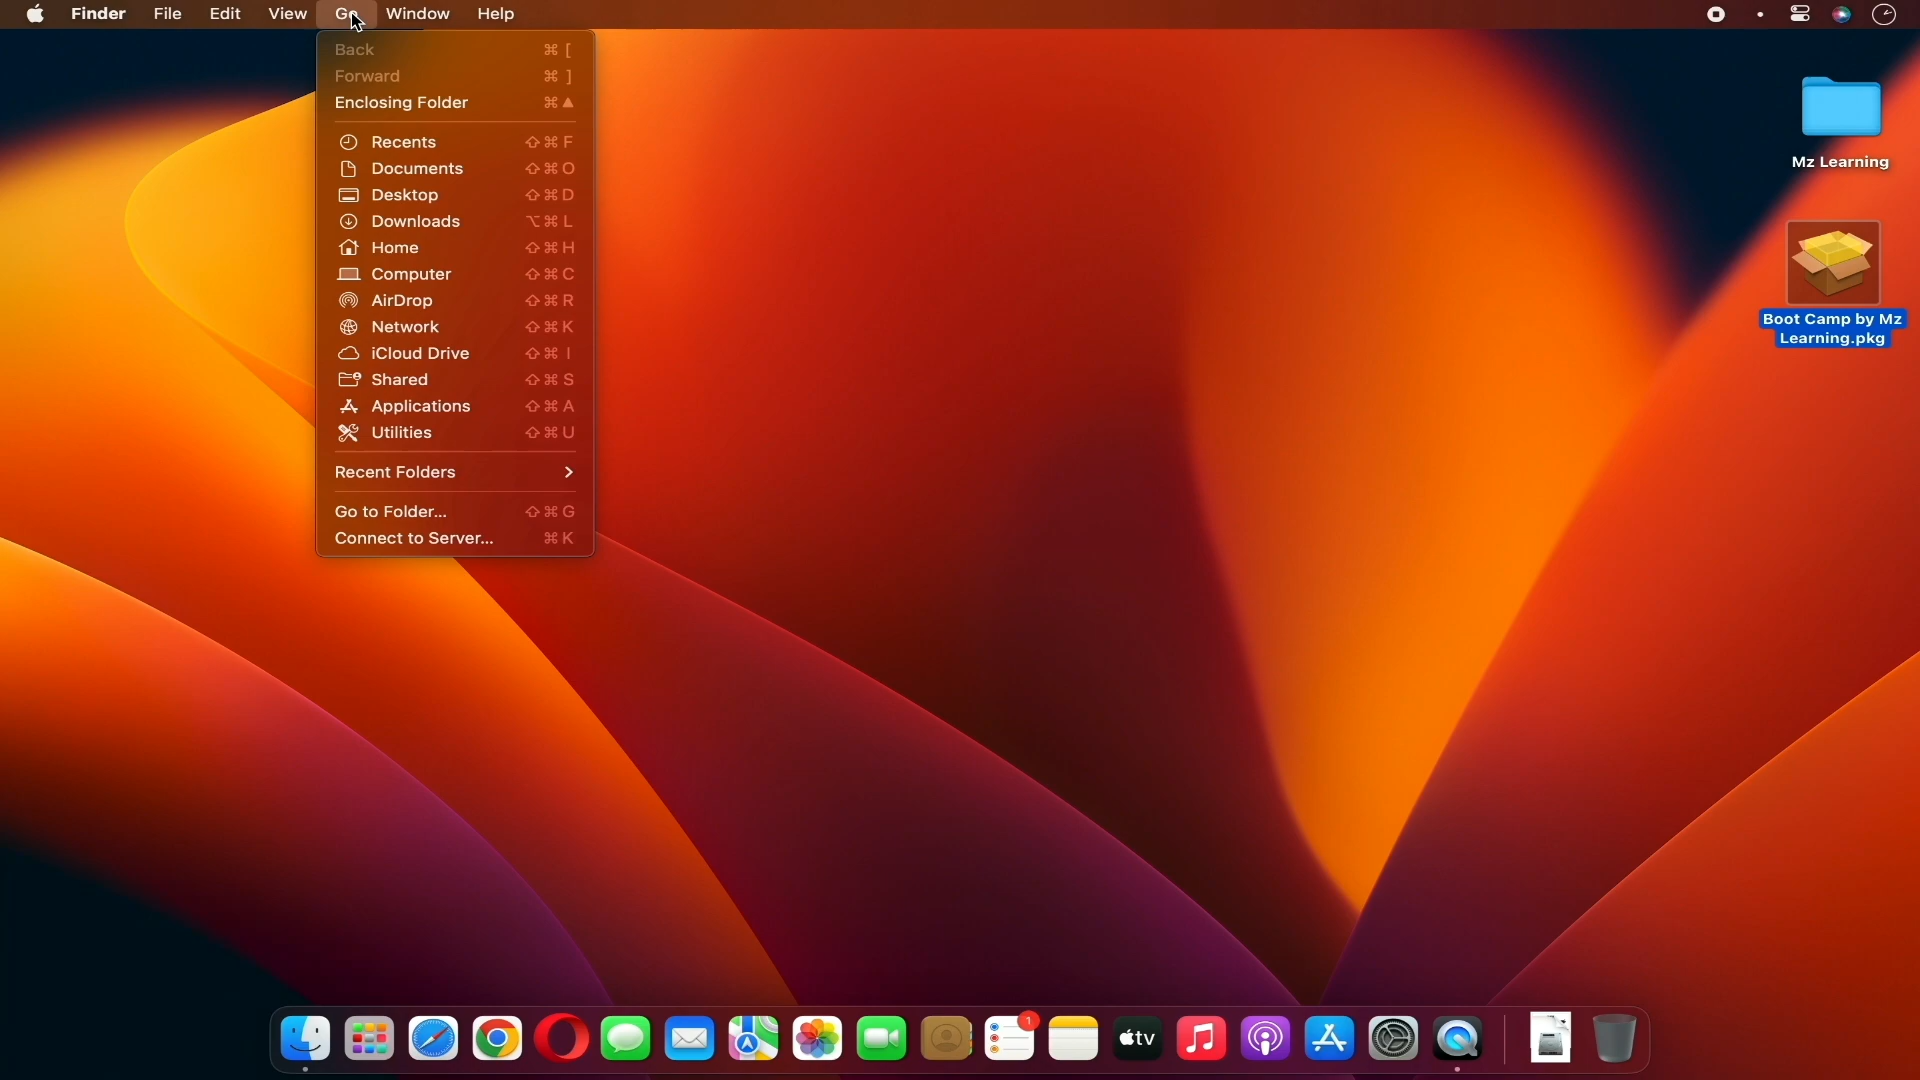 Finder File Edit View Go Window Help
Back ⌘ [
Forward ⌘ ]
Enclosing Folder ⌘ ▲
Recents ⇧ ⌘ F
Documents ⇧ ⌘ O
Desktop ⇧ ⌘ D
Downloads ⌥ ⌘ L
Home ⇧ ⌘ H
Computer ⇧ ⌘ C
AirDrop ⇧ ⌘ R
Network ⇧ ⌘ K
iCloud Drive ⇧ ⌘ I
Shared ⇧ ⌘ S
Applications ⇧ ⌘ A
Utilities ⇧ ⌘ U
Recent Folders >
Go to Folder... ⇧ ⌘ G
Connect to Server... ⌘ K
Mz Learning
Boot Camp by Mz
Learning.pkg
1
tv